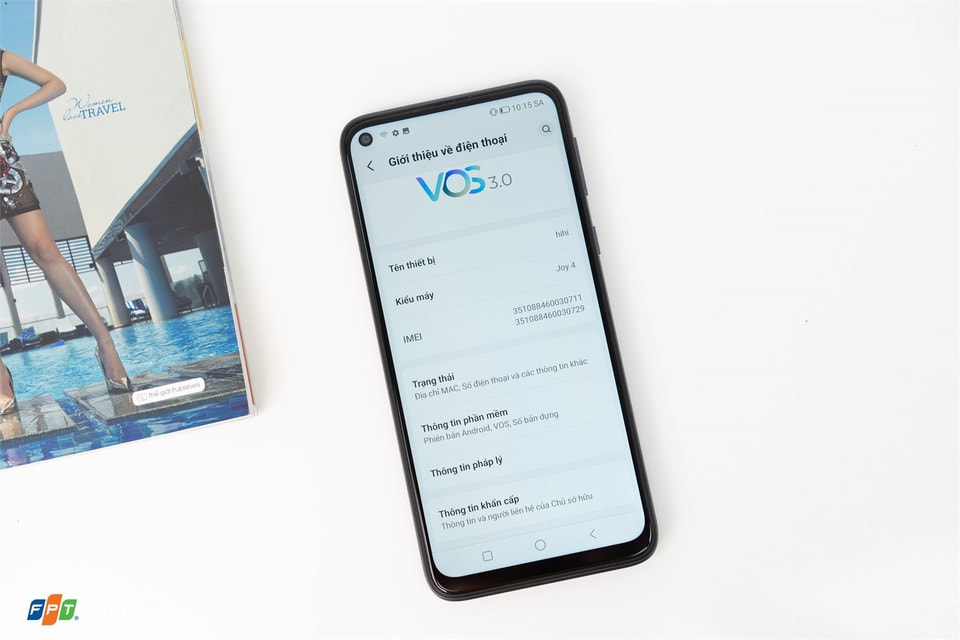 Women
love TRAVEL
thế giới Publishers
10:15 SA
Giới thiệu về điện thoại
VOS 3.0
Tên thiết bị
hihi
Kiểu máy
Joy 4
IMEI
351088460030711
351088460030729
Trạng thái
Địa chỉ MAC, Số điện thoại và các thông tin khác
Thông tin phần mềm
Phiên bản Android, VOS, Số bản dựng
Thông tin pháp lý
Thông tin khẩn cấp
Thông tin và người liên hệ của Chủ sở hữu
FPT Shop